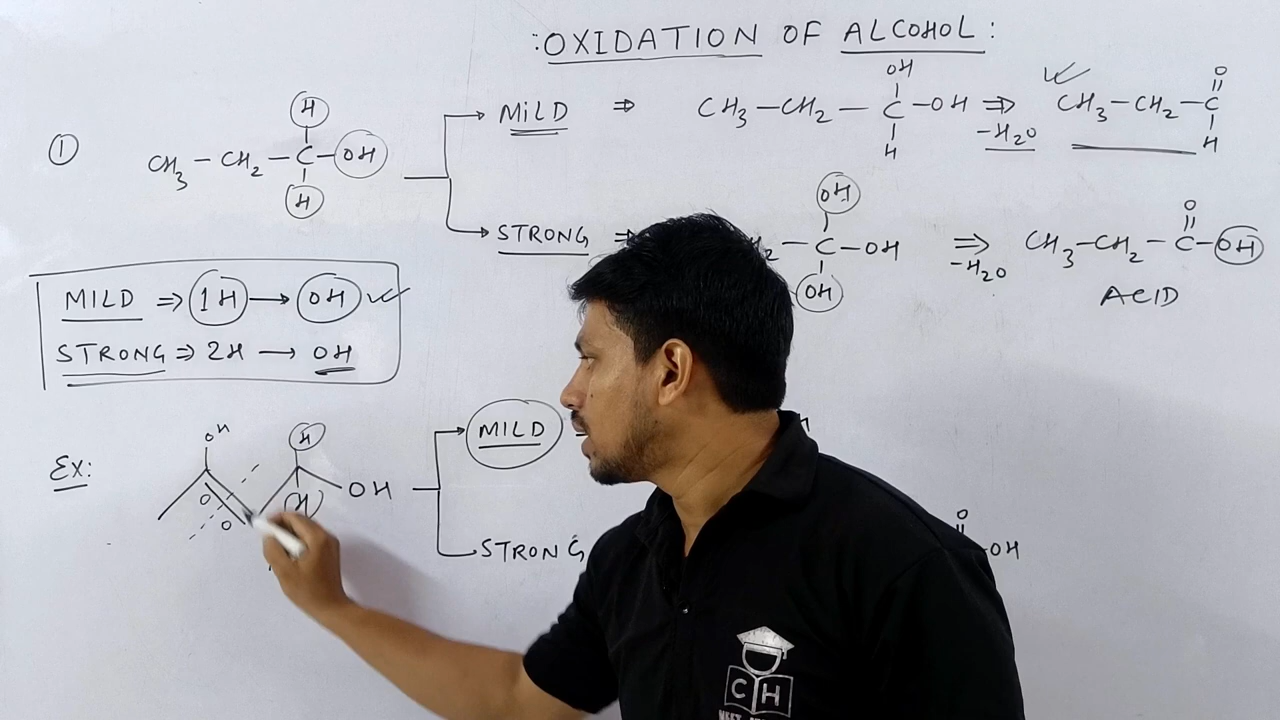 :OXIDATION OF ALCOHOL:
① CH3 – CH2 – C – OH
H
H
MILD ⇒ CH3 – CH2 – C – OH ⇒ CH3 – CH2 – C
OH
H
-H2O
O
H
STRONG ⇒ 2 – C – OH ⇒ CH3 – CH2 – C – OH
OH
OH
-H2O
O
ACID
MILD ⇒ 1H → OH
STRONG ⇒ 2H → OH
Ex:
OH
H
H
OH
O
O
MILD
STRONG
O
OH
C H